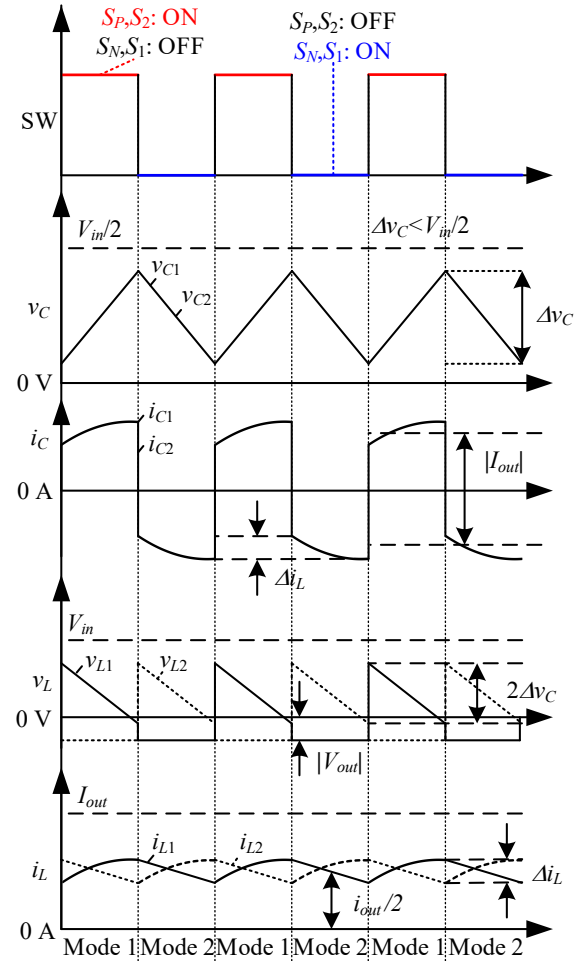 S_P,S_2: ON S_P,S_2: OFF
S_N,S_1: OFF S_N,S_1: ON
SW
V_in/2 Δv_C<V_in/2
v_C1
v_C2
v_C Δv_C
0 V
i_C1
i_C i_C2
|I_out|
0 A
Δi_L
V_in
v_L1 v_L2
v_L 2Δv_C
0 V
|V_out|
I_out
i_L1 i_L2
i_L Δi_L
i_out/2
0 A
Mode 1 Mode 2 Mode 1 Mode 2 Mode 1 Mode 2